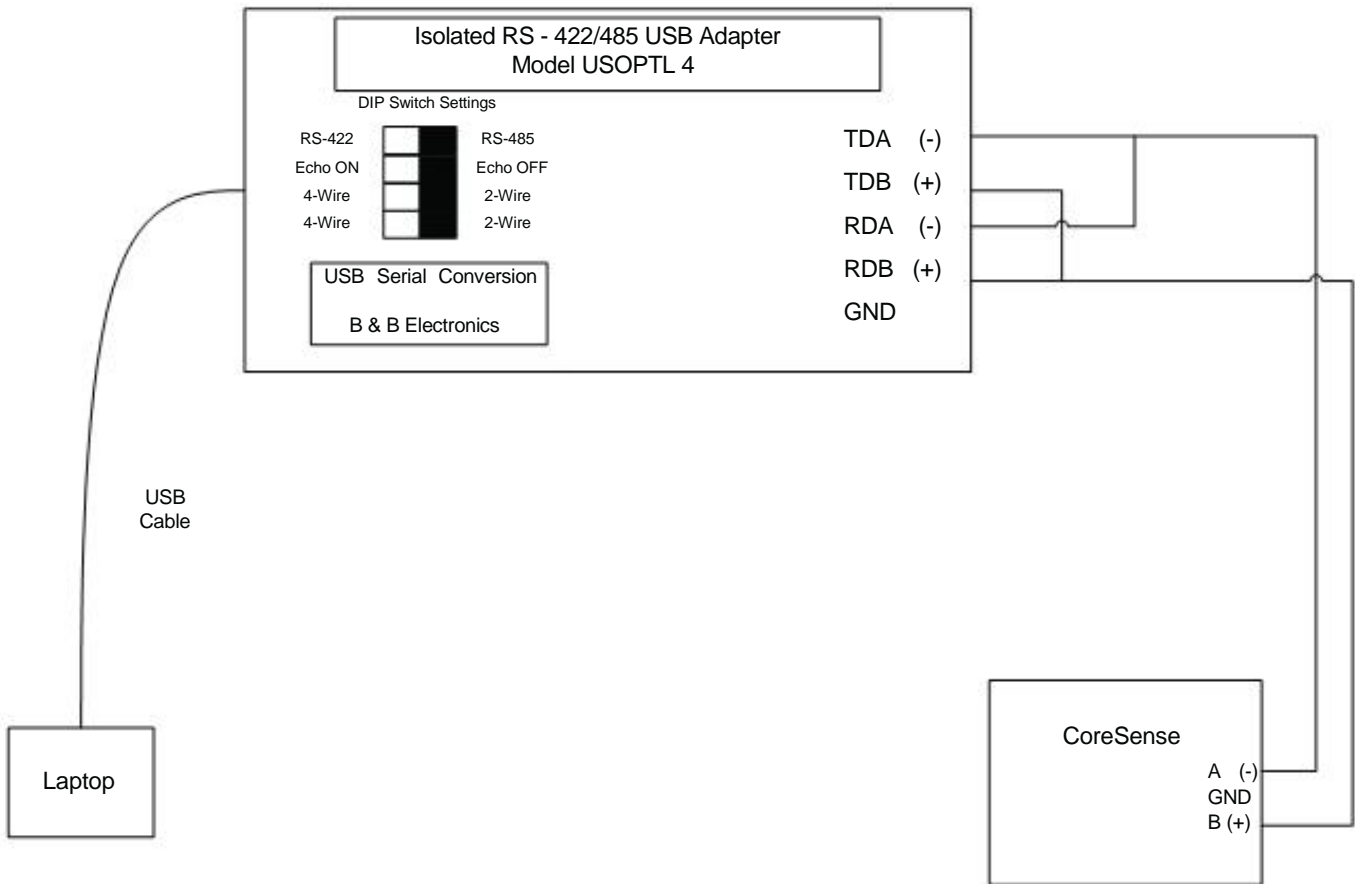 Isolated RS - 422/485 USB Adapter
Model USOPTL 4
DIP Switch Settings
RS-422 RS-485
Echo ON Echo OFF
4-Wire 2-Wire
4-Wire 2-Wire
USB Serial Conversion
B & B Electronics
TDA (-)
TDB (+)
RDA (-)
RDB (+)
GND
USB
Cable
Laptop
CoreSense
A (-)
GND
B (+)